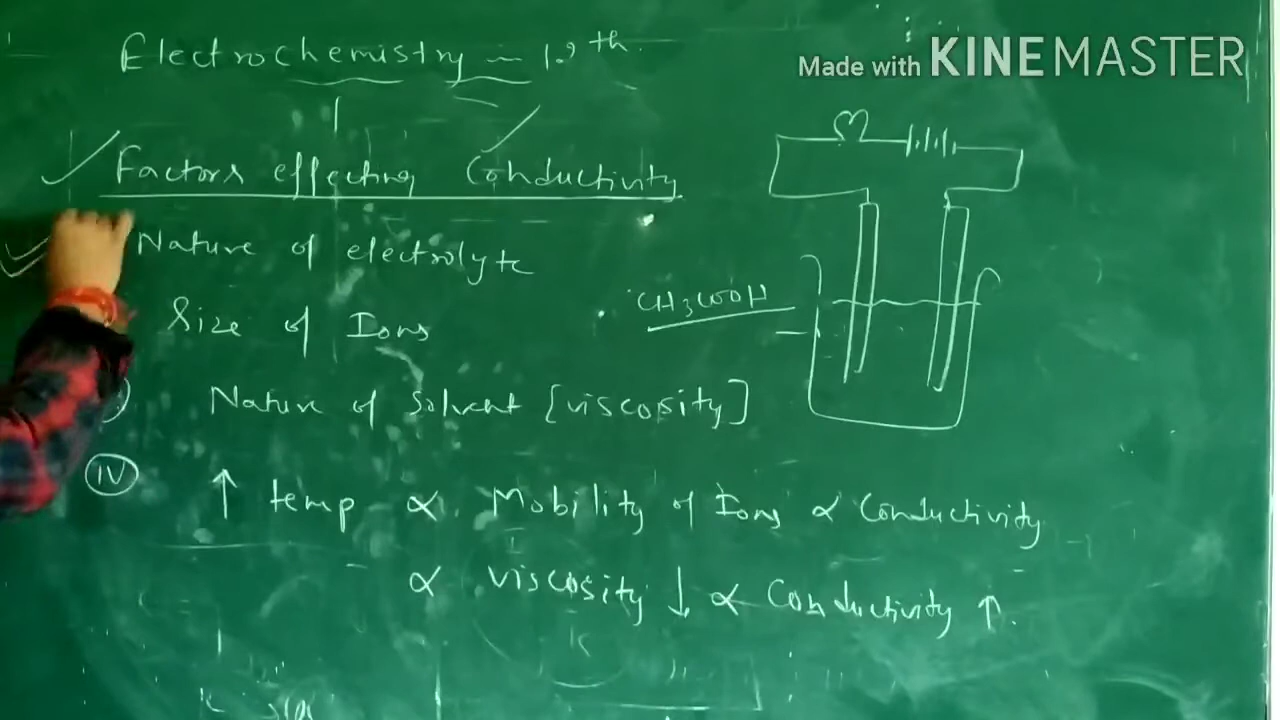 Electrochemistry ~ 12th.
Made with KINEMASTER
Factors effecting Conductivity
Nature of electrolyte
Size of Ions
CH3COOH
Nature of Solvent [viscosity]
IV ↑ temp ∝ Mobility of Ions ∝ Conductivity
∝ viscosity ↓ ∝ Conductivity ↑.